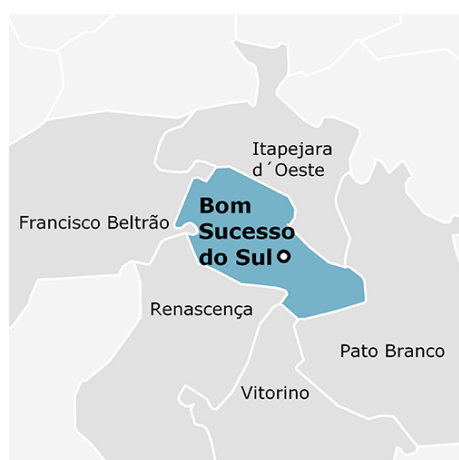 Itapejara
d´Oeste
Bom
Sucesso
do Sul
Francisco Beltrão
Renascença
Pato Branco
Vitorino